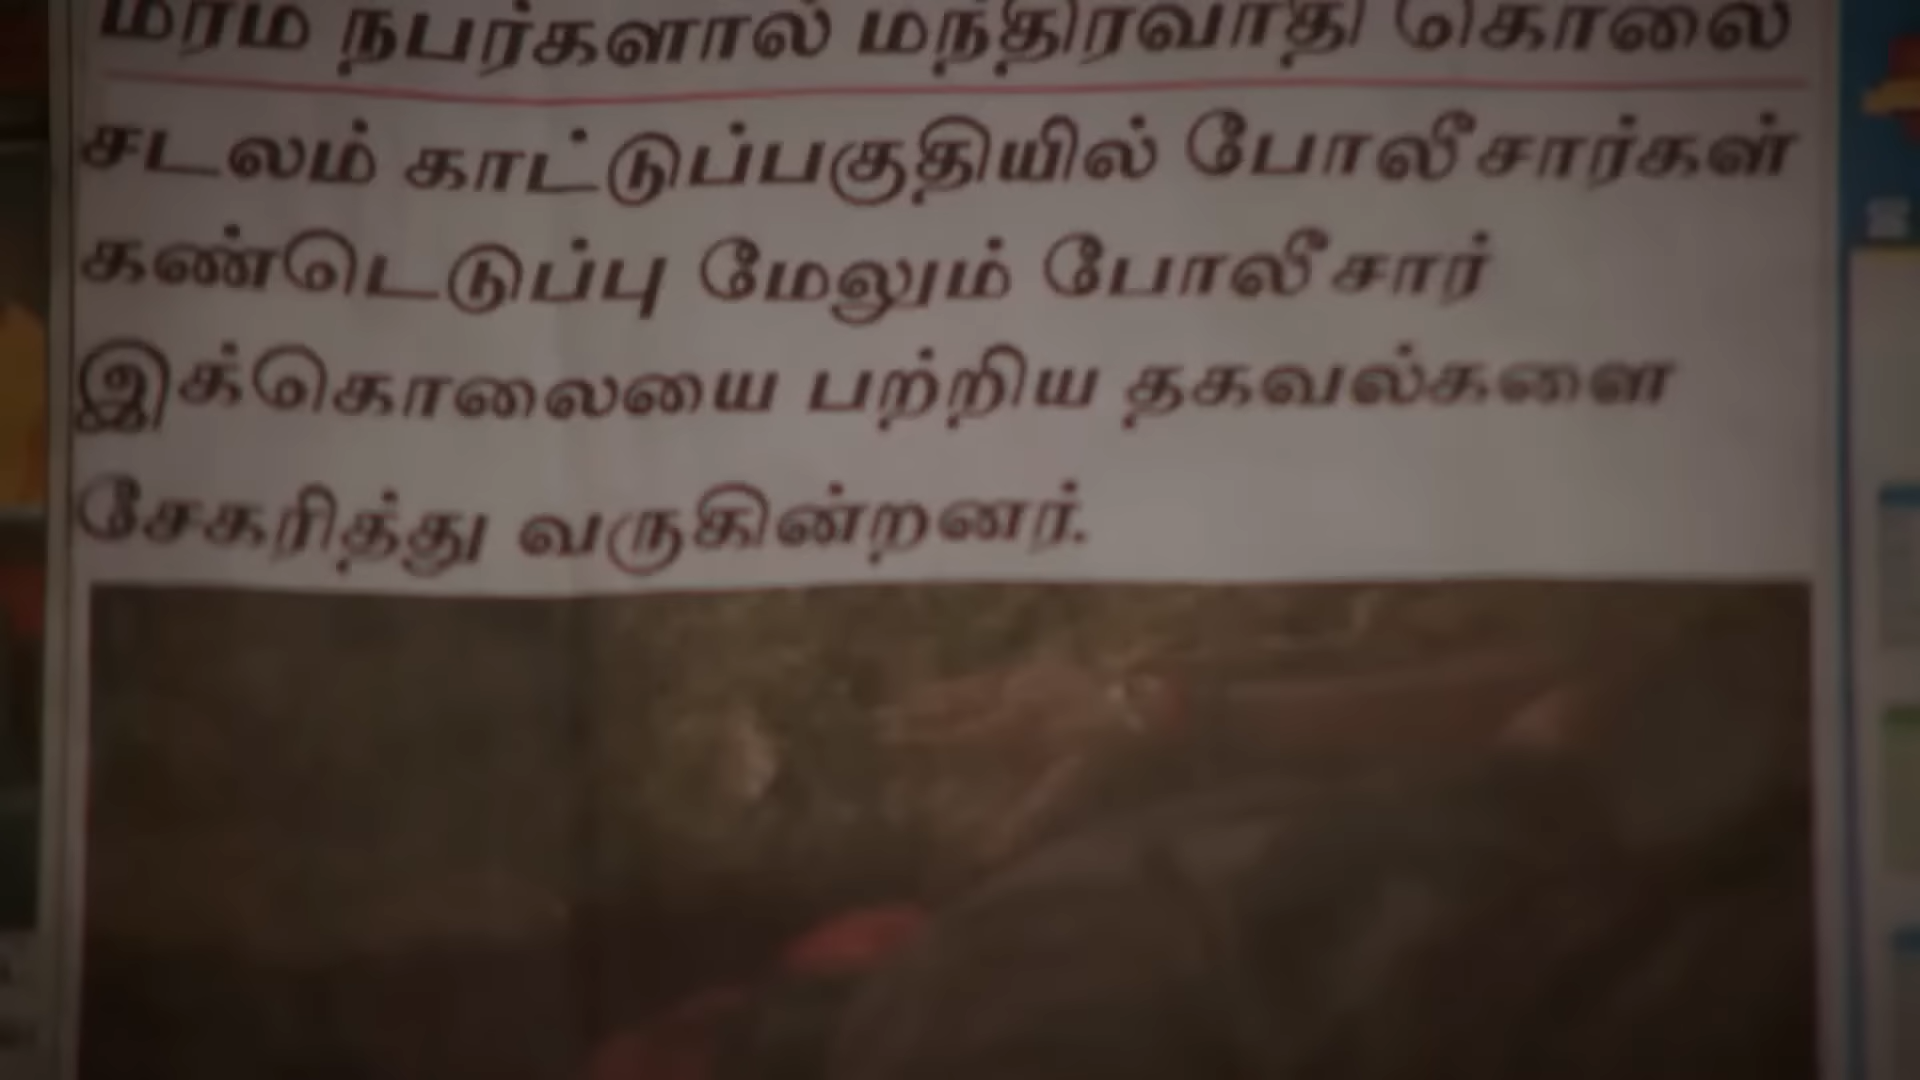 மர்ம நபர்களால் மந்திரவாதி கொலை
சடலம் காட்டுப்பகுதியில் போலீசார்கள்
கண்டெடுப்பு மேலும் போலீசார்
இக்கொலையை பற்றிய தகவல்களை
சேகரித்து வருகின்றனர்.